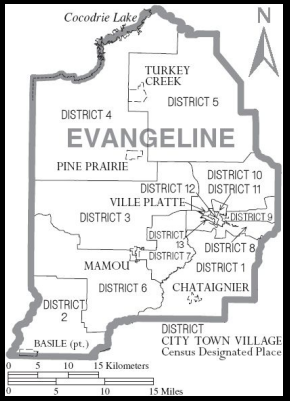 Cocodrie Lake
N
TURKEY
CREEK
DISTRICT 5
DISTRICT 4
EVANGELINE
PINE PRAIRIE
DISTRICT 10
DISTRICT 12
DISTRICT 11
VILLE PLATTE
DISTRICT 3
DISTRICT 9
DISTRICT
13
DISTRICT 8
DISTRICT 7
MAMOU
DISTRICT 1
DISTRICT 6
CHATAIGNIER
DISTRICT
2
DISTRICT
CITY TOWN VILLAGE
Census Designated Place
BASILE (pt.)
0 5 10 15 Kilometers
0 5 10 15 Miles